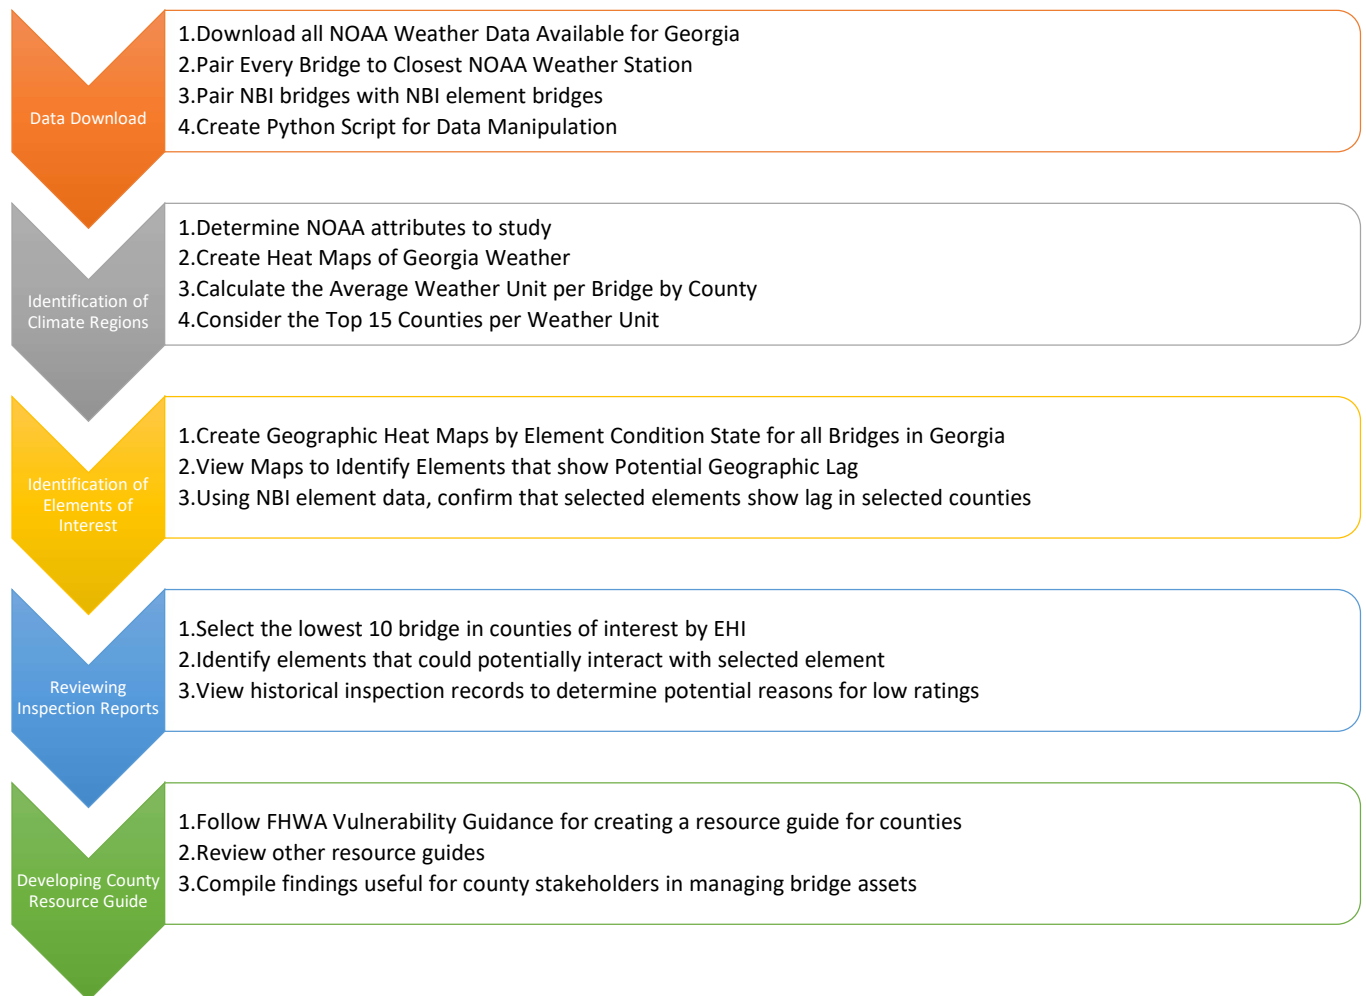 Data Download
1.Download all NOAA Weather Data Available for Georgia
2.Pair Every Bridge to Closest NOAA Weather Station
3.Pair NBI bridges with NBI element bridges
4.Create Python Script for Data Manipulation
Identification of
Climate Regions
1.Determine NOAA attributes to study
2.Create Heat Maps of Georgia Weather
3.Calculate the Average Weather Unit per Bridge by County
4.Consider the Top 15 Counties per Weather Unit
Identification of
Elements of
Interest
1.Create Geographic Heat Maps by Element Condition State for all Bridges in Georgia
2.View Maps to Identify Elements that show Potential Geographic Lag
3.Using NBI element data, confirm that selected elements show lag in selected counties
Reviewing
Inspection Reports
1.Select the lowest 10 bridge in counties of interest by EHI
2.Identify elements that could potentially interact with selected element
3.View historical inspection records to determine potential reasons for low ratings
Developing County
Resource Guide
1.Follow FHWA Vulnerability Guidance for creating a resource guide for counties
2.Review other resource guides
3.Compile findings useful for county stakeholders in managing bridge assets